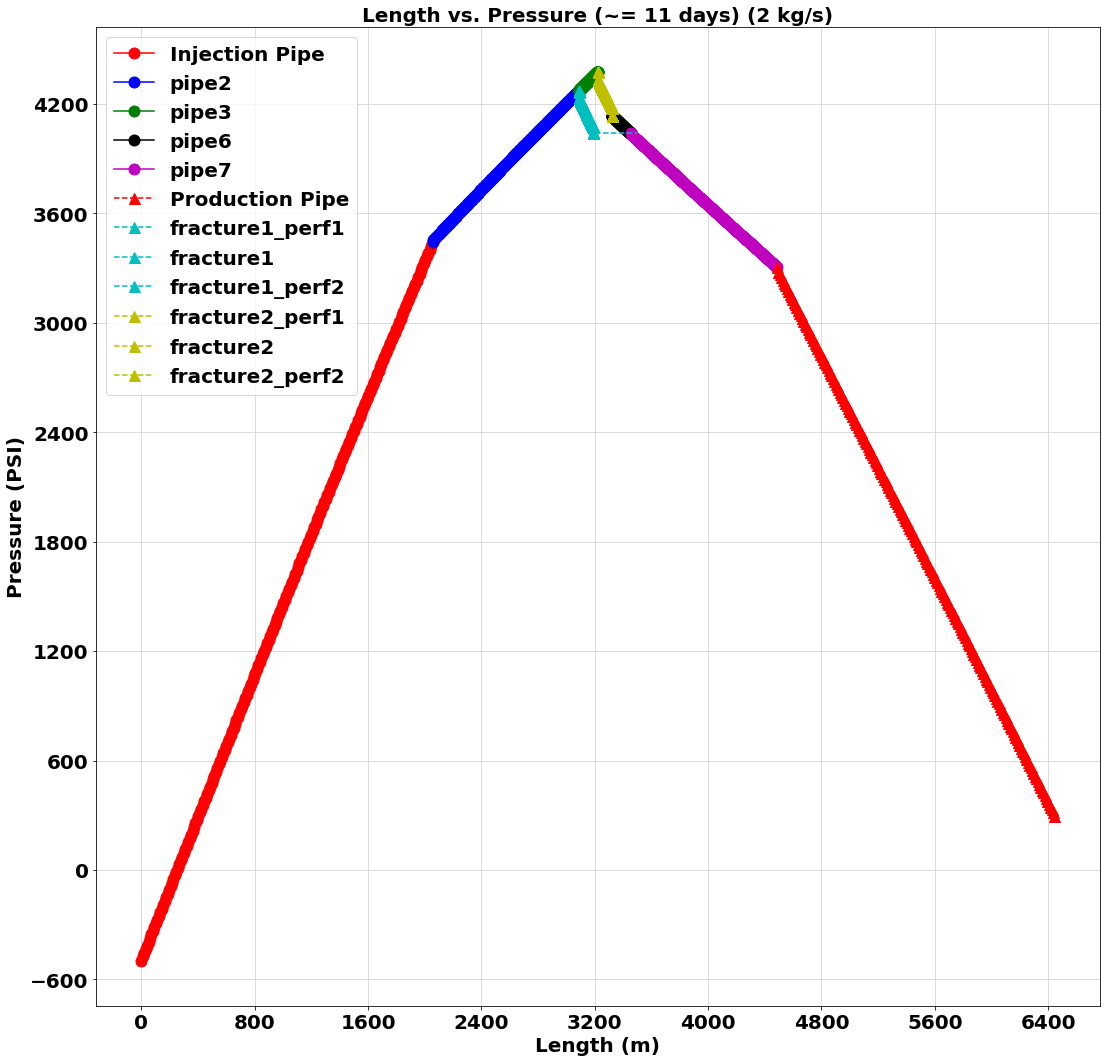 Length vs. Pressure (~= 11 days) (2 kg/s)
Injection Pipe
pipe2
pipe3
pipe6
pipe7
Production Pipe
fracture1_perf1
fracture1
fracture1_perf2
fracture2_perf1
fracture2
fracture2_perf2
4200
3600
3000
2400
1800
1200
600
0
−600
Pressure (PSI)
0 800 1600 2400 3200 4000 4800 5600 6400
Length (m)